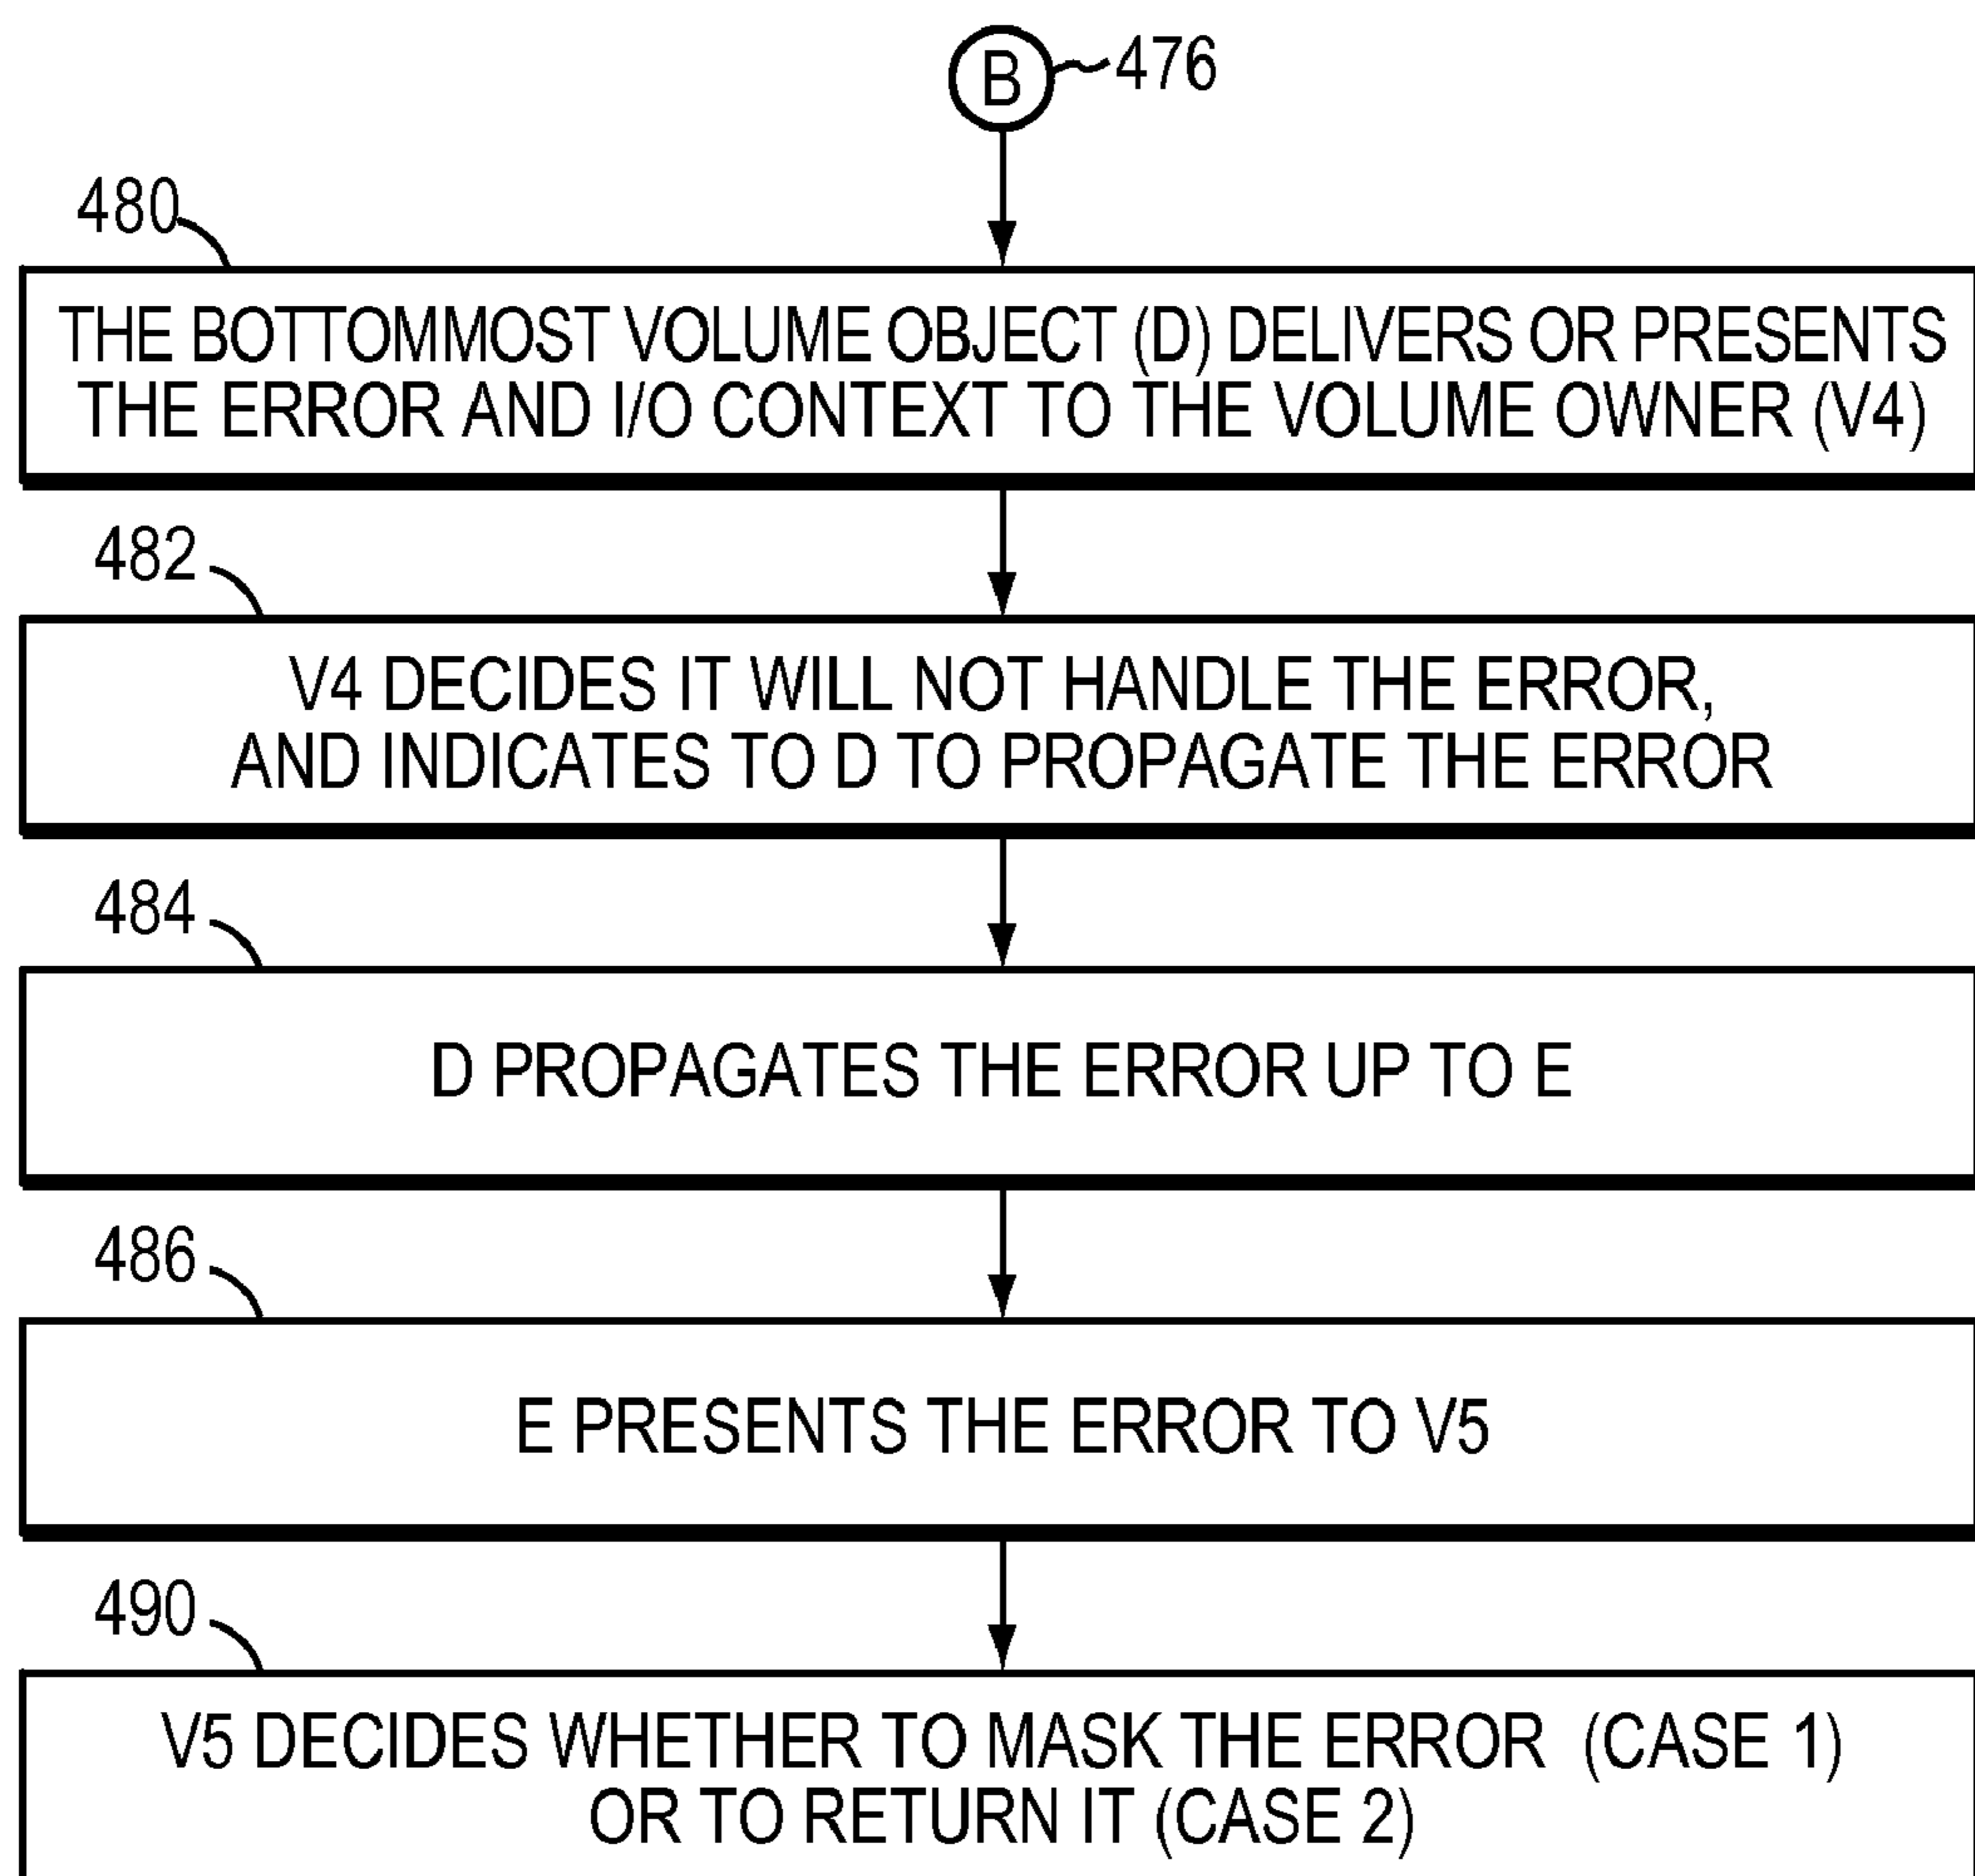 B 476
480
THE BOTTOMMOST VOLUME OBJECT (D) DELIVERS OR PRESENTS
THE ERROR AND I/O CONTEXT TO THE VOLUME OWNER (V4)
482
V4 DECIDES IT WILL NOT HANDLE THE ERROR,
AND INDICATES TO D TO PROPAGATE THE ERROR
484
D PROPAGATES THE ERROR UP TO E
486
E PRESENTS THE ERROR TO V5
490
V5 DECIDES WHETHER TO MASK THE ERROR (CASE 1)
OR TO RETURN IT (CASE 2)